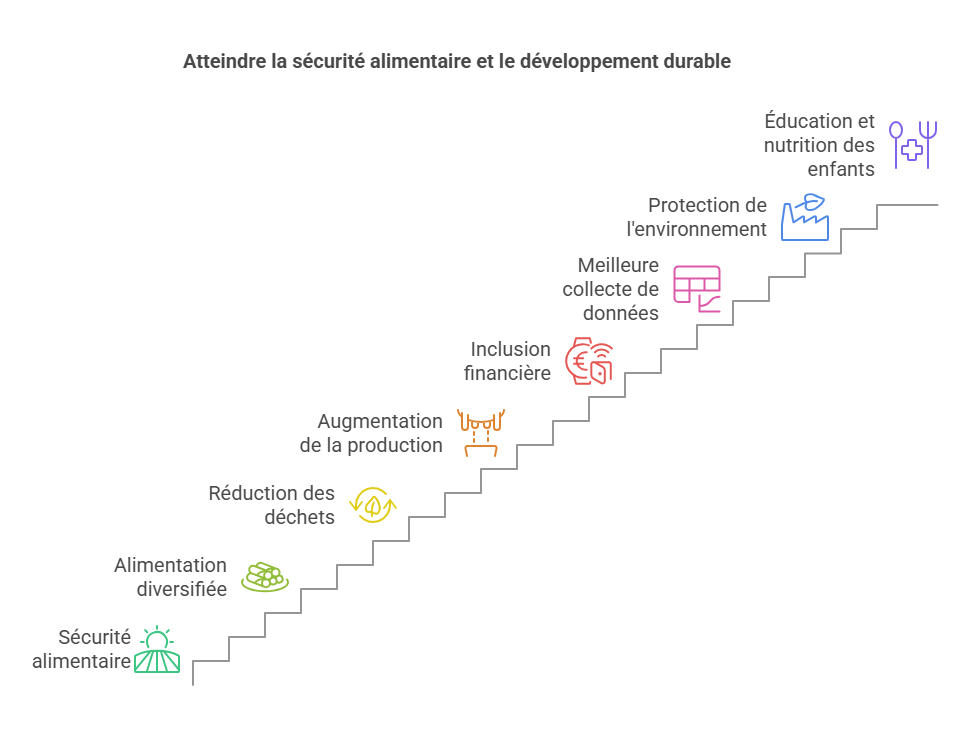 Atteindre la sécurité alimentaire et le développement durable
Éducation et
nutrition des
enfants
Protection de
l'environnement
Meilleure
collecte de
données
Inclusion
financière
Augmentation
de la production
Réduction des
déchets
Alimentation
diversifiée
Sécurité
alimentaire